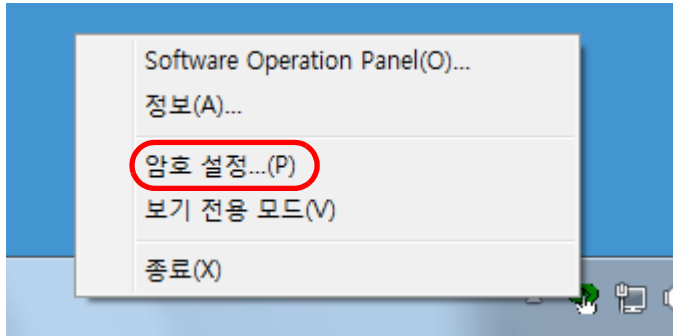 Software Operation Panel(O)...
정보(A)...
암호 설정...(P)
보기 전용 모드(V)
종료(X)